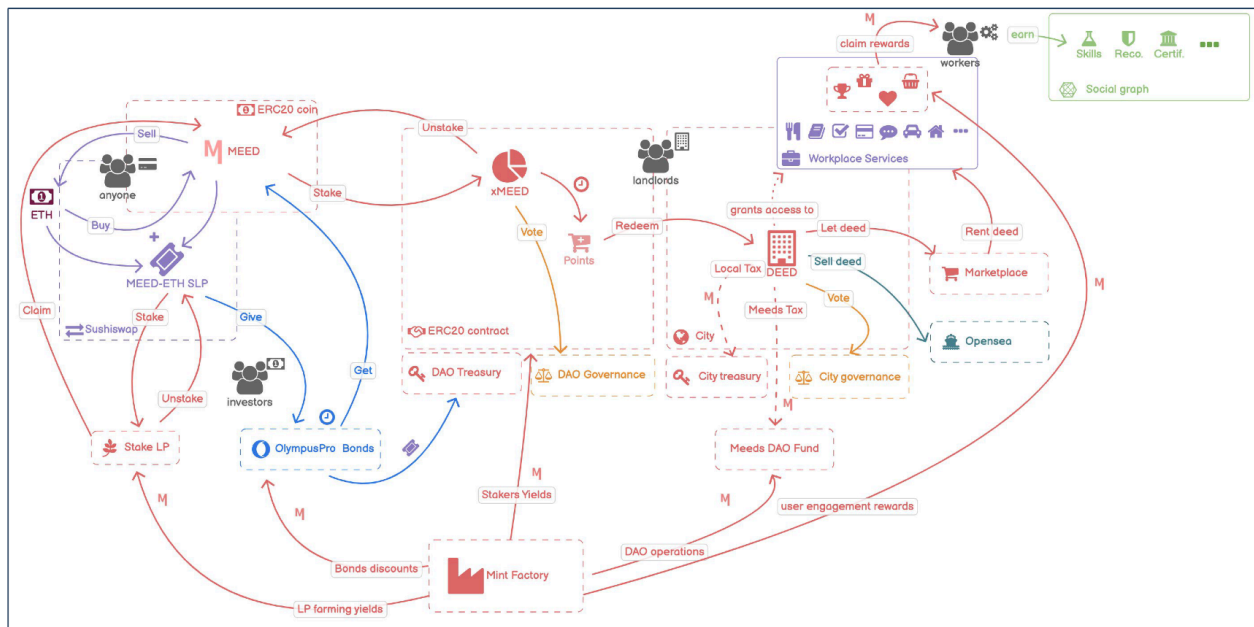 claim rewards
workers
earn
Skills
Reco.
Certif.
Social graph
ERC20 coin
Sell
MEED
Unstake
anyone
landlords
Workplace Services
ETH
Buy
Stake
xMEED
grants access to
Vote
Points
Redeem
Let deed
Rent deed
MEED-ETH SLP
Local Tax
DEED
Sell deed
Marketplace
Claim
Stake
Give
Meeds Tax
Vote
Sushiswap
ERC20 contract
City
Opensea
Get
DAO Treasury
DAO Governance
City treasury
City governance
investors
Unstake
Stake LP
OlympusPro Bonds
Meeds DAO Fund
Stakers Yields
user engagement rewards
DAO operations
Bonds discounts
Mint Factory
LP farming yields